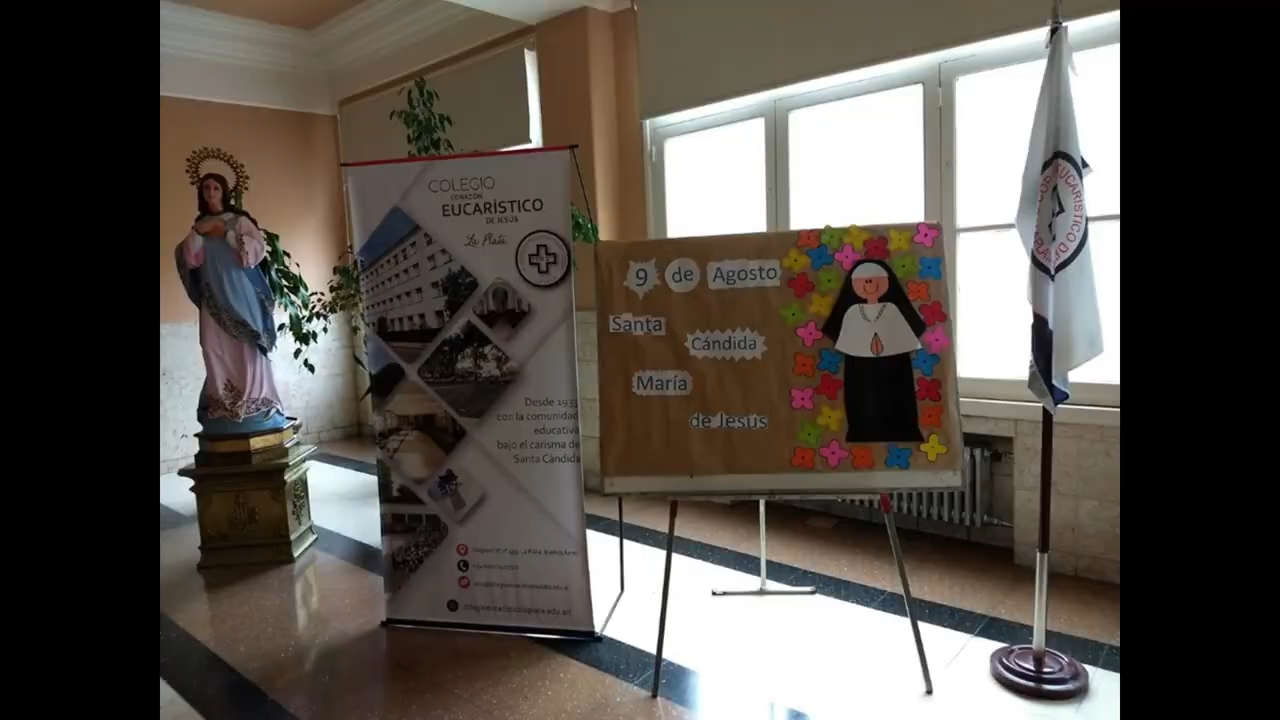 COLEGIO
CORAZÓN
EUCARÍSTICO
DE JESÚS
La Plata
Desde 1933
con la comunidad
educativa
bajo el carisma de
Santa Cándida
9 de Agosto
Santa
Cándida
María
de Jesús